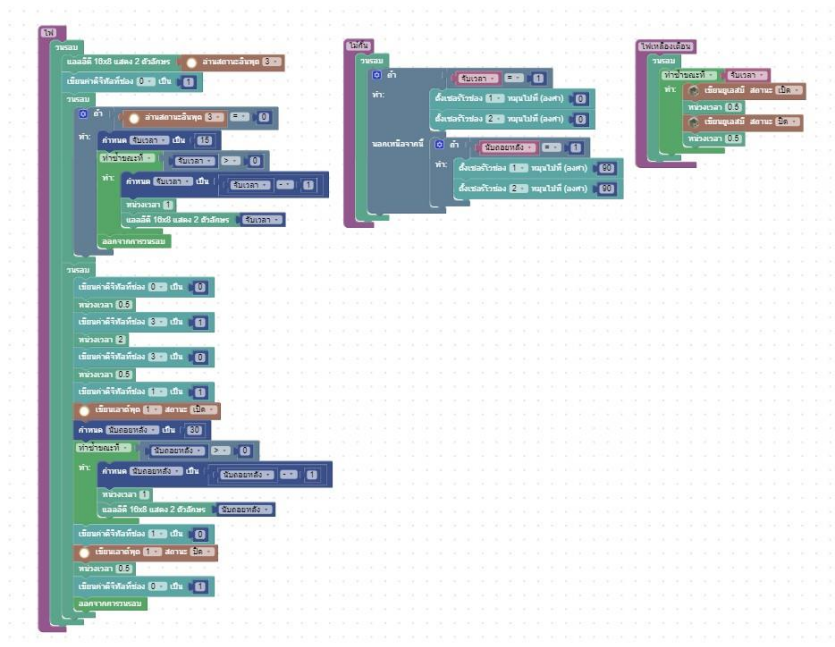 ไฟ
วนรอบ
แอลอีดี 16x8 แสดง 2 ตัวอักษร อ่านสถานะอินพุต 3
เขียนค่าดิจิทัลที่ช่อง 0 เป็น 1
วนรอบ
ถ้า อ่านสถานะอินพุต 3 = 0
ทำ: กำหนด จับเวลา เป็น 15
ทำซ้ำขณะที่ จับเวลา > 0
ทำ: กำหนด จับเวลา เป็น จับเวลา - 1
หน่วงเวลา 1
แอลอีดี 16x8 แสดง 2 ตัวอักษร จับเวลา
ออกจากการวนรอบ
วนรอบ
เขียนค่าดิจิทัลที่ช่อง 0 เป็น 0
หน่วงเวลา 0.5
เขียนค่าดิจิทัลที่ช่อง 3 เป็น 1
หน่วงเวลา 2
เขียนค่าดิจิทัลที่ช่อง 3 เป็น 0
หน่วงเวลา 0.5
เขียนค่าดิจิทัลที่ช่อง 1 เป็น 1
เขียนเอาต์พุต 1 สถานะ เปิด
กำหนด นับถอยหลัง เป็น 30
ทำซ้ำขณะที่ นับถอยหลัง > 0
ทำ: กำหนด นับถอยหลัง เป็น นับถอยหลัง - 1
หน่วงเวลา 1
แอลอีดี 16x8 แสดง 2 ตัวอักษร นับถอยหลัง
เขียนค่าดิจิทัลที่ช่อง 1 เป็น 0
เขียนเอาต์พุต 1 สถานะ ปิด
หน่วงเวลา 0.5
เขียนค่าดิจิทัลที่ช่อง 0 เป็น 1
ออกจากการวนรอบ
ไม้กั้น
วนรอบ
ถ้า จับเวลา = 1
ทำ: ตั้งเซอร์โวช่อง 1 หมุนไปที่ (องศา) 0
ตั้งเซอร์โวช่อง 2 หมุนไปที่ (องศา) 0
นอกเหนือจากนี้ ถ้า นับถอยหลัง = 1
ทำ: ตั้งเซอร์โวช่อง 1 หมุนไปที่ (องศา) 90
ตั้งเซอร์โวช่อง 2 หมุนไปที่ (องศา) 90
ไฟเหลืองเตือน
วนรอบ
ทำซ้ำขณะที่ จับเวลา
ทำ: เขียนยูเอสบี สถานะ เปิด
หน่วงเวลา 0.5
เขียนยูเอสบี สถานะ ปิด
หน่วงเวลา 0.5